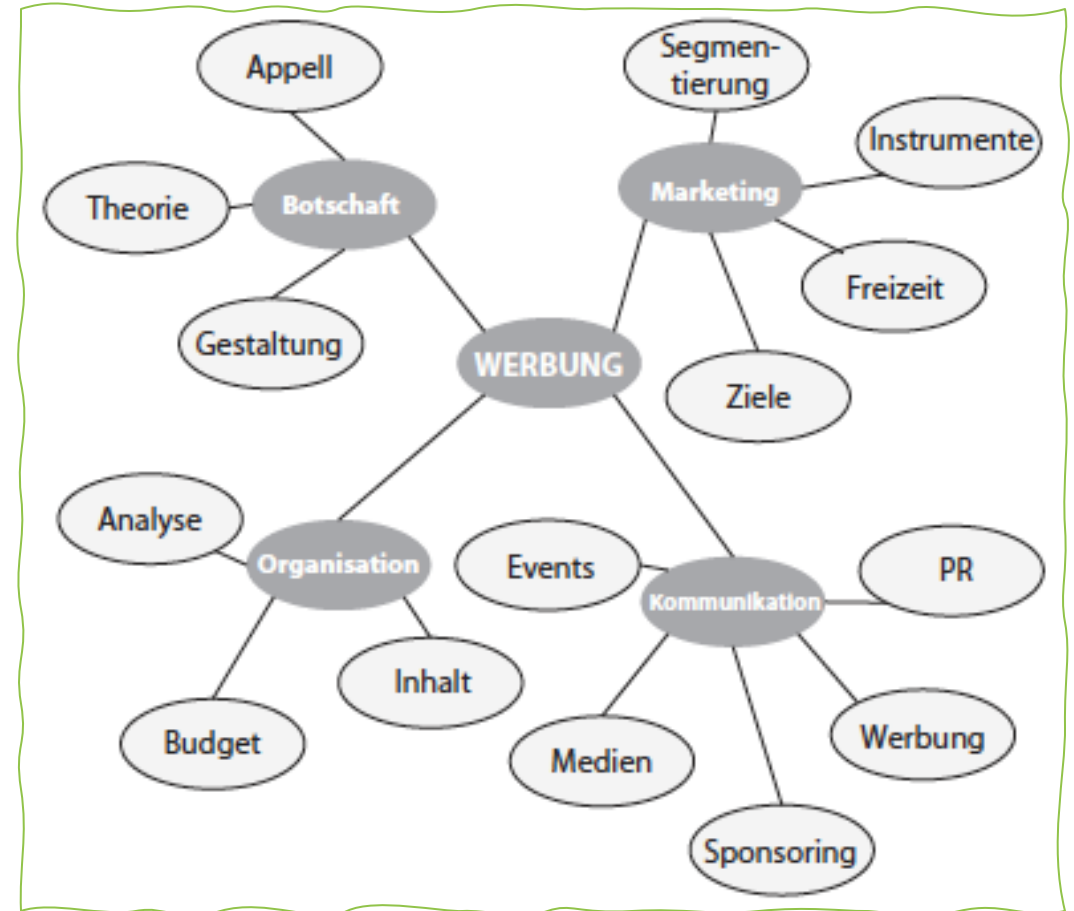 Appell
Theorie
Botschaft
Gestaltung
Segmen-
tierung
Instrumente
Marketing
Freizeit
Ziele
WERBUNG
Analyse
Organisation
Inhalt
Budget
Events
Kommunikation
PR
Werbung
Medien
Sponsoring